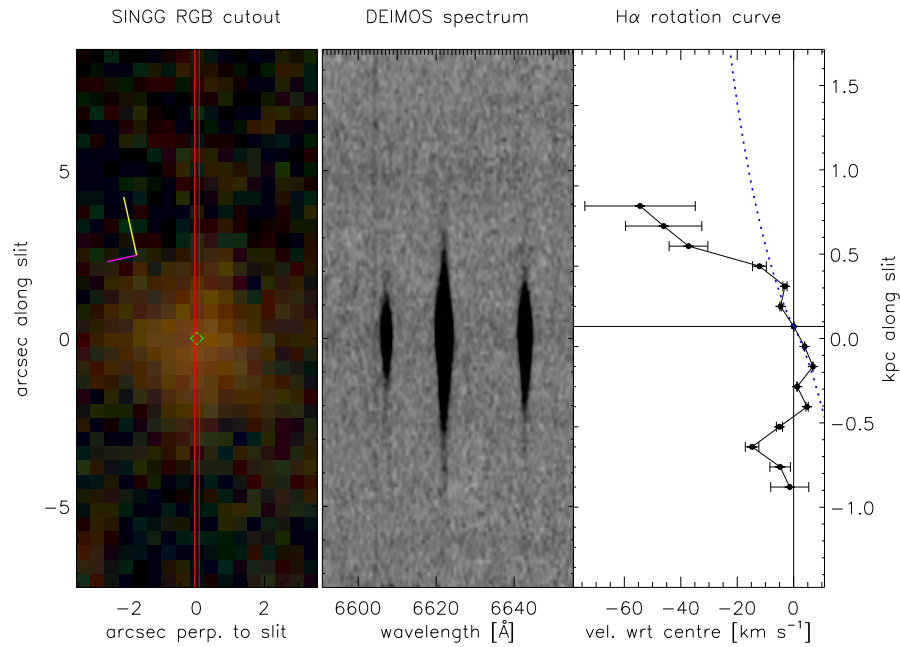 SINGG RGB cutout
DEIMOS spectrum
Hα rotation curve
arcsec along slit
5
0
−5
−2
0
2
arcsec perp. to slit
6600
6620
6640
wavelength [Å]
−60
−40
−20
0
vel. wrt centre [km s⁻¹]
1.5
1.0
0.5
0.0
−0.5
−1.0
kpc along slit